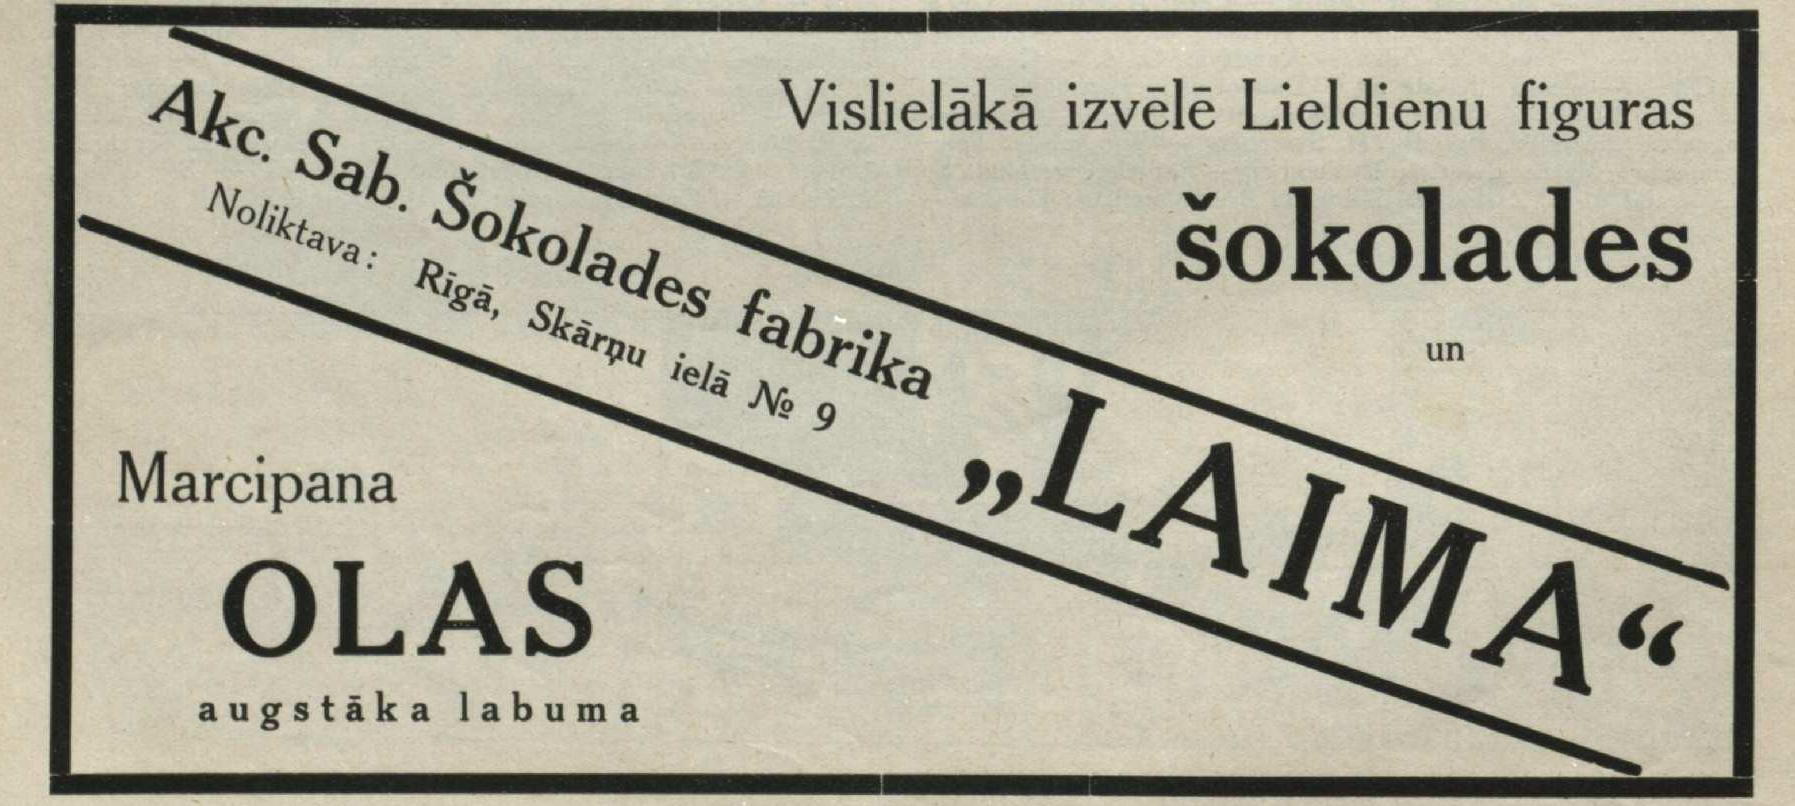 Vislielākā izvēlē Lieldienu figuras
šokolades
un
Akc. Sab. Šokolades fabrika
Noliktava: Rīgā, Skārņu ielā № 9
„LAIMA“
Marcipana
OLAS
augstāka labuma